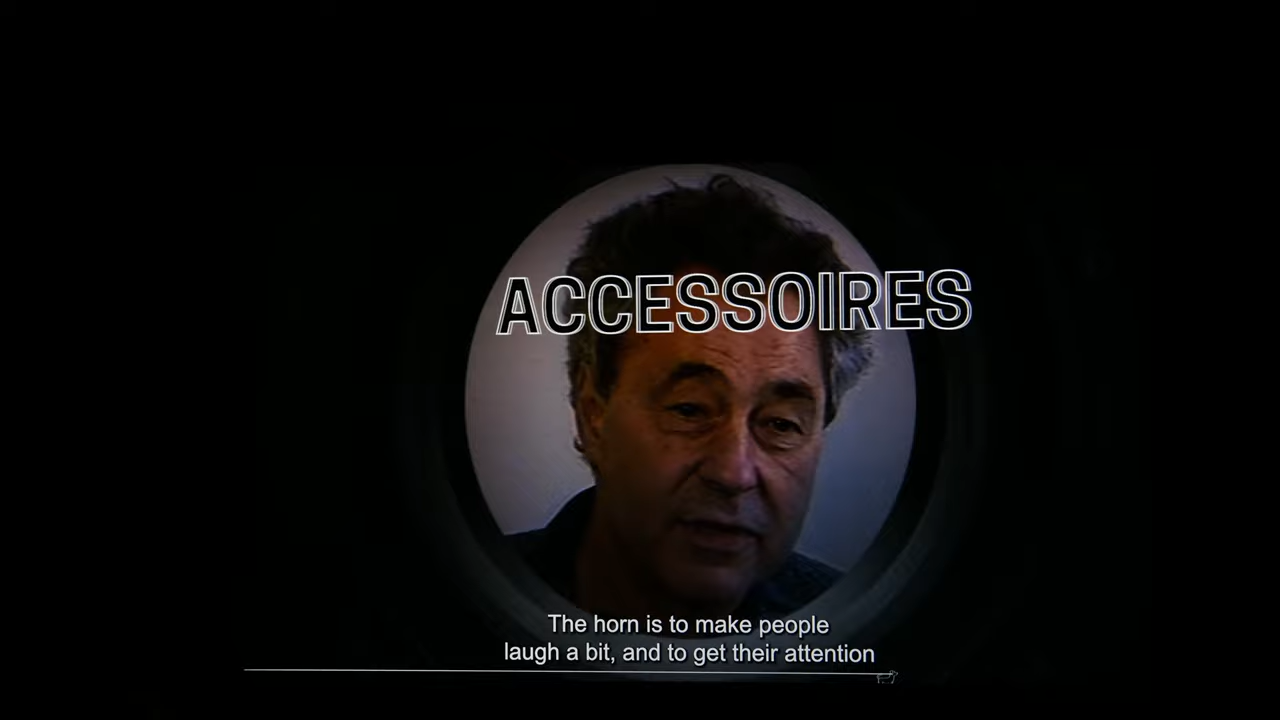 ACCESSOIRES
The horn is to make people
laugh a bit, and to get their attention